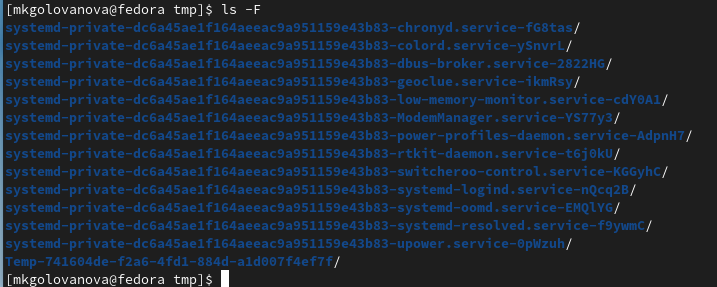 [mkgolovanova@fedora tmp]$ ls -F
systemd-private-dc6a45ae1f164aeeac9a951159e43b83-chronyd.service-fG8tas/
systemd-private-dc6a45ae1f164aeeac9a951159e43b83-colord.service-ySnvrL/
systemd-private-dc6a45ae1f164aeeac9a951159e43b83-dbus-broker.service-2822HG/
systemd-private-dc6a45ae1f164aeeac9a951159e43b83-geoclue.service-ikmRsy/
systemd-private-dc6a45ae1f164aeeac9a951159e43b83-low-memory-monitor.service-cdY0A1/
systemd-private-dc6a45ae1f164aeeac9a951159e43b83-ModemManager.service-YS77y3/
systemd-private-dc6a45ae1f164aeeac9a951159e43b83-power-profiles-daemon.service-AdpnH7/
systemd-private-dc6a45ae1f164aeeac9a951159e43b83-rtkit-daemon.service-t6j0kU/
systemd-private-dc6a45ae1f164aeeac9a951159e43b83-switcheroo-control.service-KGGyhC/
systemd-private-dc6a45ae1f164aeeac9a951159e43b83-systemd-logind.service-nQcq2B/
systemd-private-dc6a45ae1f164aeeac9a951159e43b83-systemd-oomd.service-EMQlYG/
systemd-private-dc6a45ae1f164aeeac9a951159e43b83-systemd-resolved.service-f9ywmC/
systemd-private-dc6a45ae1f164aeeac9a951159e43b83-upower.service-0pWzuh/
Temp-741604de-f2a6-4fd1-884d-a1d007f4ef7f/
[mkgolovanova@fedora tmp]$